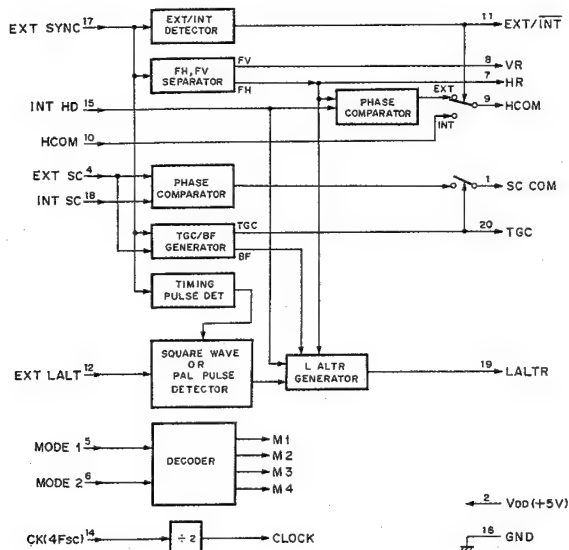 EXT SYNC 17
EXT/INT
DETECTOR
11 EXT/INT
FH, FV
SEPARATOR
FV
FH
8 VR
7 HR
INT HD 15
PHASE
COMPARATOR
EXT
INT
9 HCOM
HCOM 10
EXT SC 4
INT SC 18
PHASE
COMPARATOR
1 SC COM
TGC/BF
GENERATOR
TGC
BF
20 TGC
TIMING
PULSE DET
EXT LALT 12
SQUARE WAVE
OR
PAL PULSE
DETECTOR
L ALTR
GENERATOR
19 LALTR
MODE 1 5
MODE 2 6
DECODER
M1
M2
M3
M4
2 VDD (+5V)
16 GND
CK(4Fsc) 14
÷ 2
CLOCK